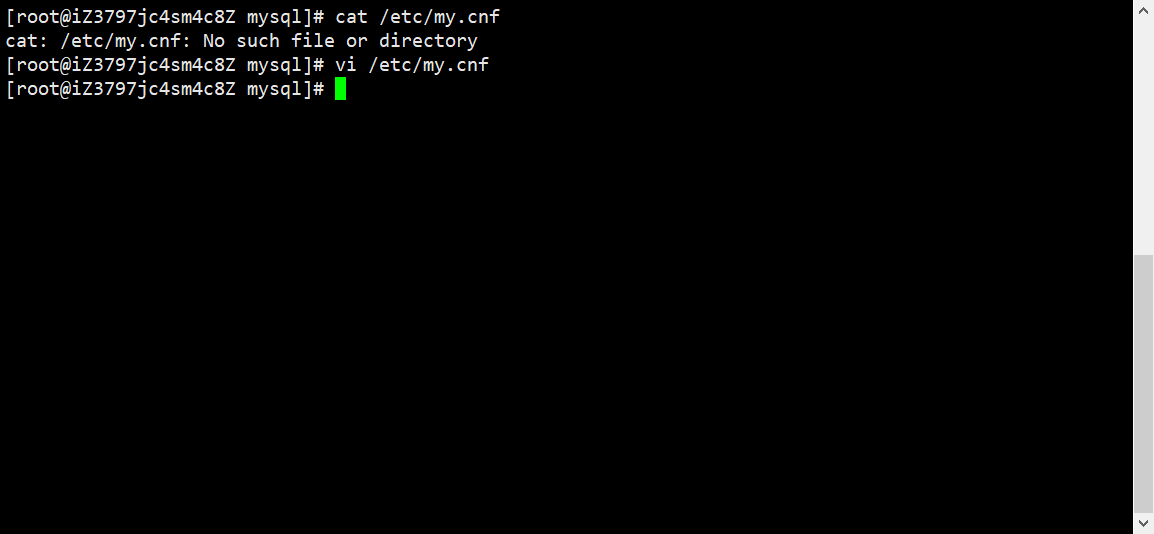 [root@iZ3797jc4sm4c8Z mysql]# cat /etc/my.cnf
cat: /etc/my.cnf: No such file or directory
[root@iZ3797jc4sm4c8Z mysql]# vi /etc/my.cnf
[root@iZ3797jc4sm4c8Z mysql]#